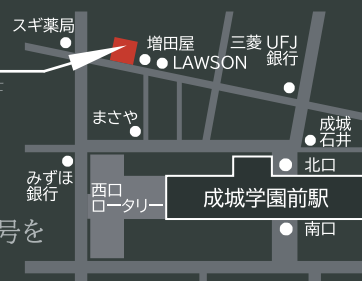 スギ薬局
増田屋
LAWSON
三菱 UFJ
銀行
まさや
成城
石井
みずほ
銀行
西口
ロータリー
北口
成城学園前駅
南口
号を